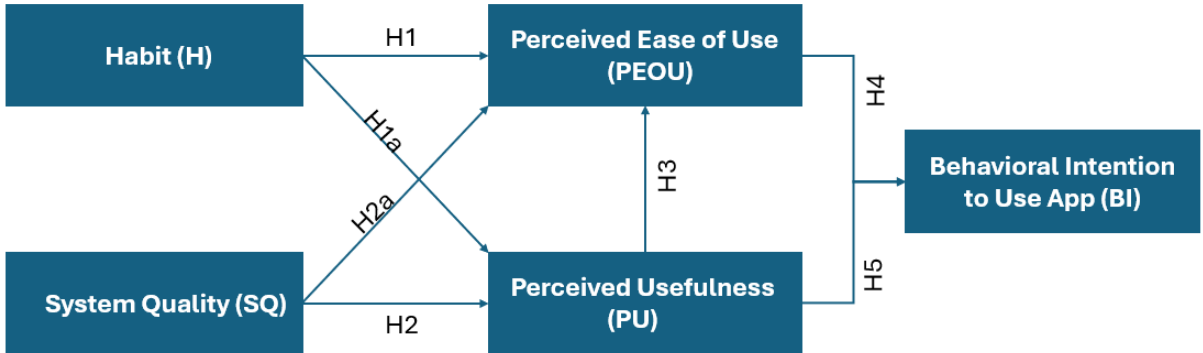 Habit (H)
H1
Perceived Ease of Use
(PEOU)
H4
H1a
H2a
H3
Behavioral Intention
to Use App (BI)
System Quality (SQ)
H2
Perceived Usefulness
(PU)
H5